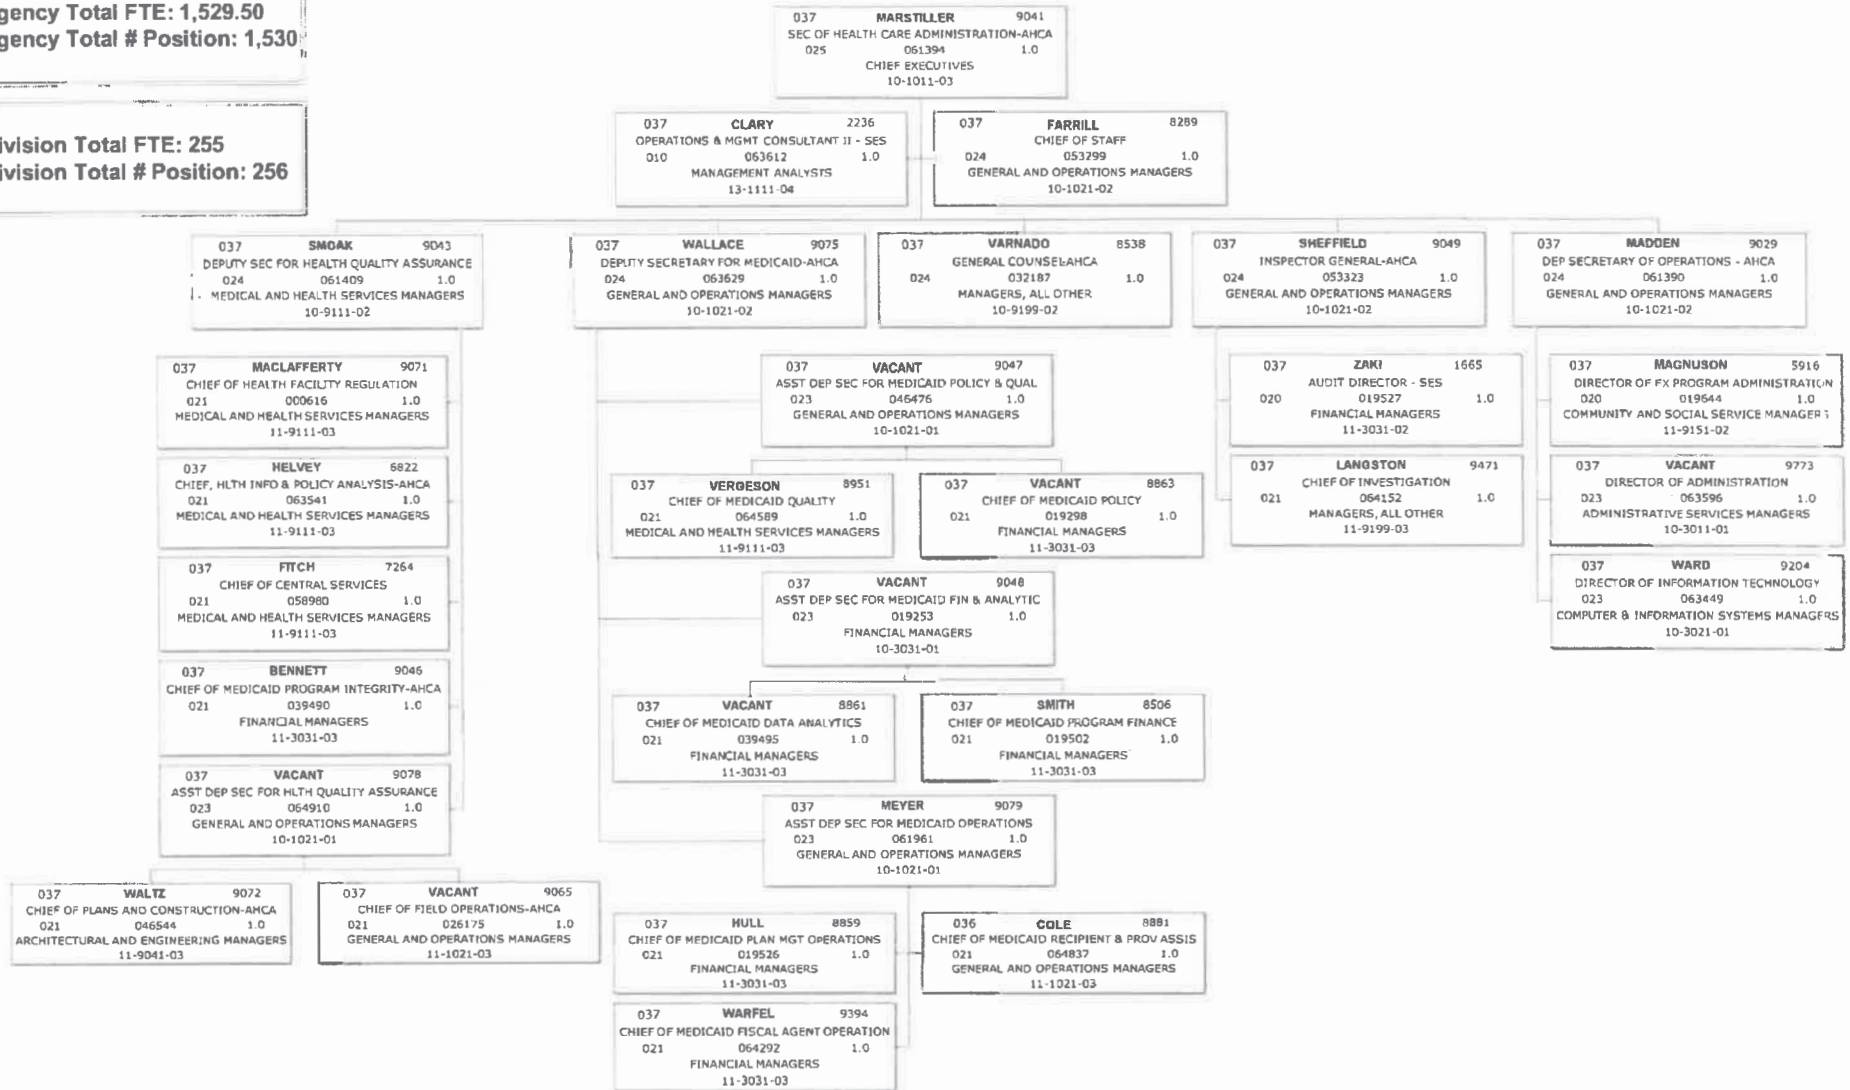 gency Total FTE: 1,529.50
gency Total # Position: 1,530
ivision Total FTE: 255
ivision Total # Position: 256
037 MARSTILLER 9041
SEC OF HEALTH CARE ADMINISTRATION-AHCA
025 061394 1.0
CHIEF EXECUTIVES
10-1011-03
037 CLARY 2236
OPERATIONS & MGMT CONSULTANT II - SES
010 063612 1.0
MANAGEMENT ANALYSTS
13-1111-04
037 FARRILL 8289
CHIEF OF STAFF
024 053299 1.0
GENERAL AND OPERATIONS MANAGERS
10-1021-02
037 SMOAK 9043
DEPUTY SEC FOR HEALTH QUALITY ASSURANCE
024 061409 1.0
MEDICAL AND HEALTH SERVICES MANAGERS
10-9111-02
037 WALLACE 9075
DEPUTY SECRETARY FOR MEDICAID-AHCA
024 063629 1.0
GENERAL AND OPERATIONS MANAGERS
10-1021-02
037 VARNADO 8538
GENERAL COUNSEL-AHCA
024 032187 1.0
MANAGERS, ALL OTHER
10-9199-02
037 SHEFFIELD 9049
INSPECTOR GENERAL-AHCA
024 053323 1.0
GENERAL AND OPERATIONS MANAGERS
10-1021-02
037 MADDEN 9029
DEP SECRETARY OF OPERATIONS - AHCA
024 061390 1.0
GENERAL AND OPERATIONS MANAGERS
10-1021-02
037 MACLAFFERTY 9071
CHIEF OF HEALTH FACILITY REGULATION
021 000616 1.0
MEDICAL AND HEALTH SERVICES MANAGERS
11-9111-03
037 HELVEY 6822
CHIEF, HLTH INFO & POLICY ANALYSIS-AHCA
021 063541 1.0
MEDICAL AND HEALTH SERVICES MANAGERS
11-9111-03
037 FITCH 7264
CHIEF OF CENTRAL SERVICES
021 058980 1.0
MEDICAL AND HEALTH SERVICES MANAGERS
11-9111-03
037 BENNETT 9046
CHIEF OF MEDICAID PROGRAM INTEGRITY-AHCA
021 039490 1.0
FINANCIAL MANAGERS
11-3031-03
037 VACANT 9078
ASST DEP SEC FOR HLTH QUALITY ASSURANCE
023 064910 1.0
GENERAL AND OPERATIONS MANAGERS
10-1021-01
037 WALTZ 9072
CHIEF OF PLANS AND CONSTRUCTION-AHCA
021 046544 1.0
ARCHITECTURAL AND ENGINEERING MANAGERS
11-9041-03
037 VACANT 9065
CHIEF OF FIELD OPERATIONS-AHCA
021 026175 1.0
GENERAL AND OPERATIONS MANAGERS
11-1021-03
037 VACANT 9047
ASST DEP SEC FOR MEDICAID POLICY & QUAL
023 046476 1.0
GENERAL AND OPERATIONS MANAGERS
10-1021-01
037 VERGESON 8951
CHIEF OF MEDICAID QUALITY
021 064589 1.0
MEDICAL AND HEALTH SERVICES MANAGERS
11-9111-03
037 VACANT 8863
CHIEF OF MEDICAID POLICY
021 019298 1.0
FINANCIAL MANAGERS
11-3031-03
037 VACANT 9048
ASST DEP SEC FOR MEDICAID FIN & ANALYTIC
023 019253 1.0
FINANCIAL MANAGERS
10-3031-01
037 VACANT 8861
CHIEF OF MEDICAID DATA ANALYTICS
021 039495 1.0
FINANCIAL MANAGERS
11-3031-03
037 SMITH 8506
CHIEF OF MEDICAID PROGRAM FINANCE
021 019502 1.0
FINANCIAL MANAGERS
11-3031-03
037 MEYER 9079
ASST DEP SEC FOR MEDICAID OPERATIONS
023 061961 1.0
GENERAL AND OPERATIONS MANAGERS
10-1021-01
037 HULL 8859
CHIEF OF MEDICAID PLAN MGT OPERATIONS
021 019526 1.0
FINANCIAL MANAGERS
11-3031-03
036 COLE 8881
CHIEF OF MEDICAID RECIPIENT & PROV ASSIS
021 064837 1.0
GENERAL AND OPERATIONS MANAGERS
11-1021-03
037 WARFEL 9394
CHIEF OF MEDICAID FISCAL AGENT OPERATION
021 064292 1.0
FINANCIAL MANAGERS
11-3031-03
037 ZAKI 1665
AUDIT DIRECTOR - SES
020 019527 1.0
FINANCIAL MANAGERS
11-3031-02
037 LANGSTON 9471
CHIEF OF INVESTIGATION
021 064152 1.0
MANAGERS, ALL OTHER
11-9199-03
037 MAGNUSON 5916
DIRECTOR OF FX PROGRAM ADMINISTRATION
020 019644 1.0
COMMUNITY AND SOCIAL SERVICE MANAGERS
11-9151-02
037 VACANT 9773
DIRECTOR OF ADMINISTRATION
023 063596 1.0
ADMINISTRATIVE SERVICES MANAGERS
10-3011-01
037 WARD 9204
DIRECTOR OF INFORMATION TECHNOLOGY
023 063449 1.0
COMPUTER & INFORMATION SYSTEMS MANAGERS
10-3021-01